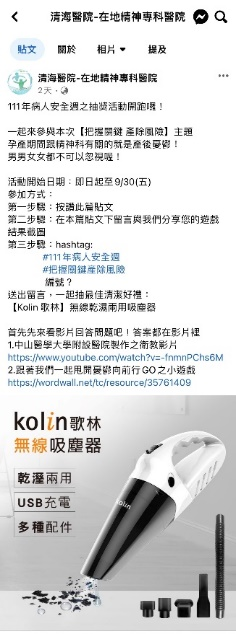 清海醫院-在地精神專科醫院
貼文
關於
相片
提及
清海醫院-在地精神專科醫院
2天
111年病人安全週之抽獎活動開跑囉！
一起來參與本次【把握關鍵 產除風險】主題
孕產期間跟精神科有關的就是產後憂鬱！
男男女女都不可以忽視喔！
活動開始日期：即日起至9/30(五)
參加方式：
第一步驟：按讚此篇貼文
第二步驟：在本篇貼文下留言與我們分享您的遊戲
結果截圖
第三步驟：hashtag:
#111年病人安全週
#把握關鍵產除風險
編號？
送出留言，一起抽最佳清潔好禮：
【Kolin 歌林】無線乾濕兩用吸塵器
首先先來看影片回答問題吧！答案都在影片裡
1.中山醫學大學附設醫院製作之衛教影片
https://www.youtube.com/watch?v=-fnmnPChs6M
2.跟著我們一起甩開憂鬱向前行GO之小遊戲
https://wordwall.net/tc/resource/35761409
kolin歌林
無線吸塵器
乾溼兩用
USB充電
多種配件
kolin